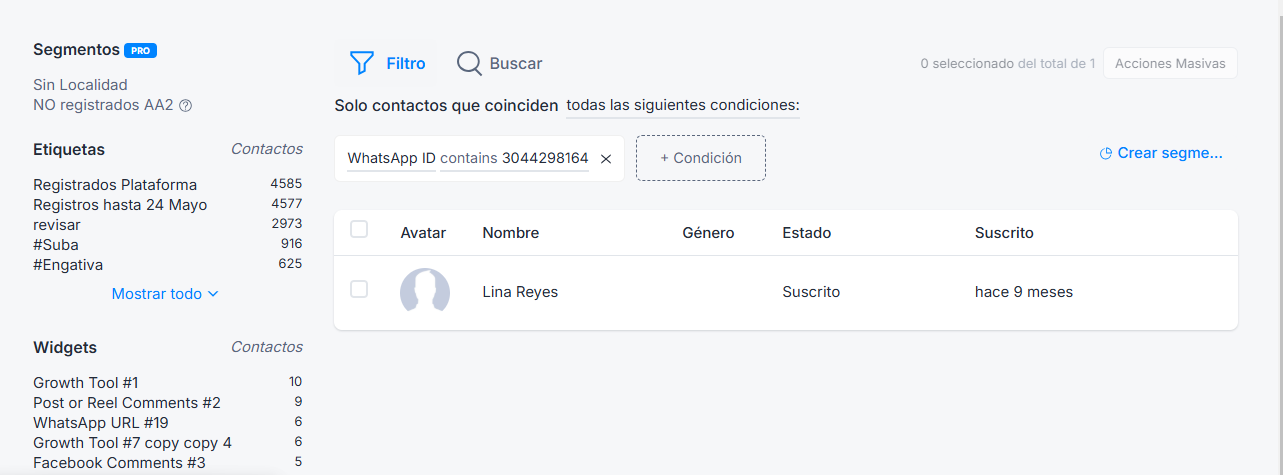 Segmentos PRO
Sin Localidad
NO registrados AA2
Etiquetas Contactos
Registrados Plataforma 4585
Registros hasta 24 Mayo 4577
revisar 2973
#Suba 916
#Engativa 625
Mostrar todo
Widgets Contactos
Growth Tool #1 10
Post or Reel Comments #2 9
WhatsApp URL #19 6
Growth Tool #7 copy copy 4 6
Facebook Comments #3 5
Filtro Buscar
0 seleccionado del total de 1 Acciones Masivas
Solo contactos que coinciden todas las siguientes condiciones:
WhatsApp ID contains 3044298164 + Condición
Crear segme...
Avatar Nombre Género Estado Suscrito
Lina Reyes Suscrito hace 9 meses